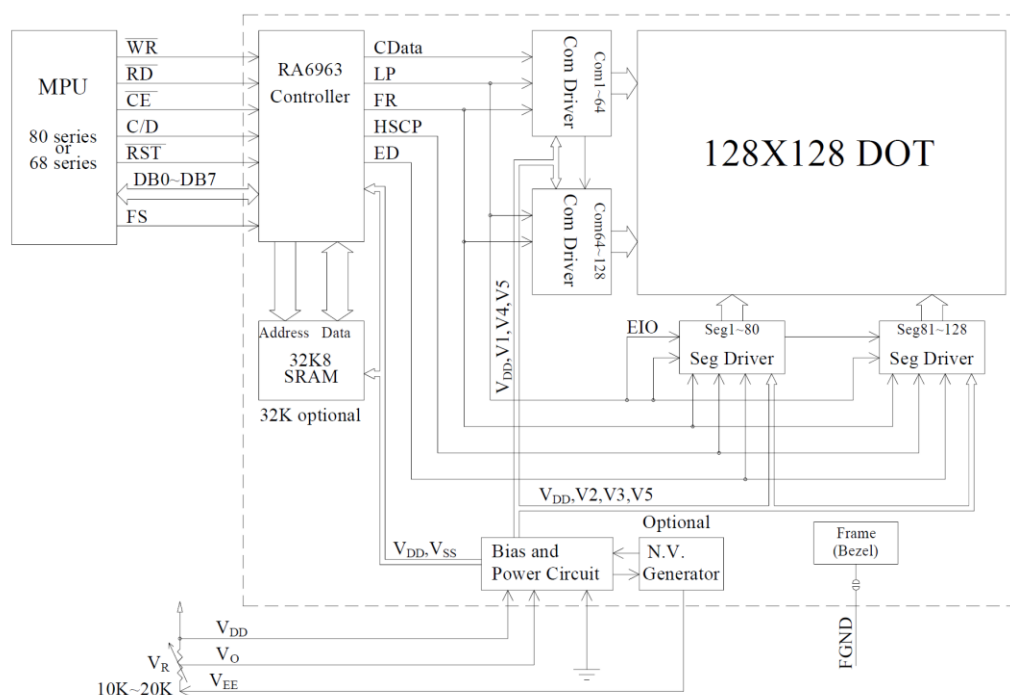 MPU
80 series
or
68 series
WR
RD
CE
C/D
RST
DB0~DB7
FS
RA6963
Controller
CData
LP
FR
HSCP
ED
Com Driver
Com1~64
Com Driver
Com64~128
128X128 DOT
Address
Data
32K8
SRAM
32K optional
VDD,V1,V4,V5
EIO
Seg1~80
Seg Driver
Seg81~128
Seg Driver
VDD,V2,V3,V5
Optional
VDD,VSS
Bias and
Power Circuit
N.V.
Generator
Frame
(Bezel)
FGND
VDD
VR
VO
VEE
10K~20K